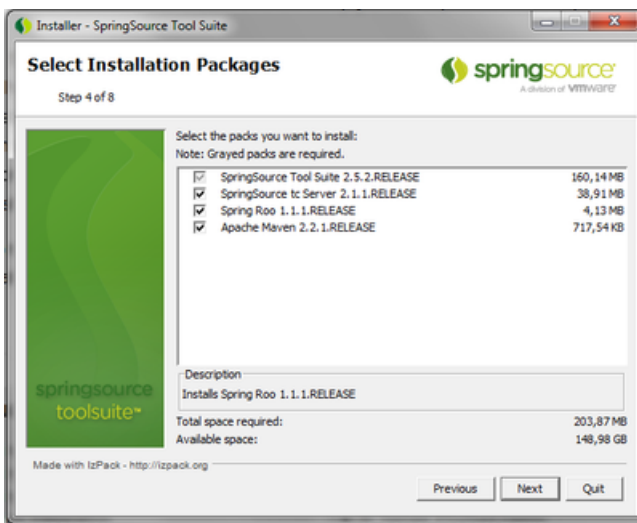 Installer - SpringSource Tool Suite
Select Installation Packages
Step 4 of 8
springsource
A division of vmware
Select the packs you want to install:
Note: Grayed packs are required.
SpringSource Tool Suite 2.5.2.RELEASE 160,14 MB
SpringSource tc Server 2.1.1.RELEASE 38,91 MB
Spring Roo 1.1.1.RELEASE 4,13 MB
Apache Maven 2.2.1.RELEASE 717,54 KB
springsource
toolsuite™
Description
Installs Spring Roo 1.1.1.RELEASE
Total space required: 203,87 MB
Available space: 148,98 GB
Made with IzPack - http://izpack.org
Previous Next Quit